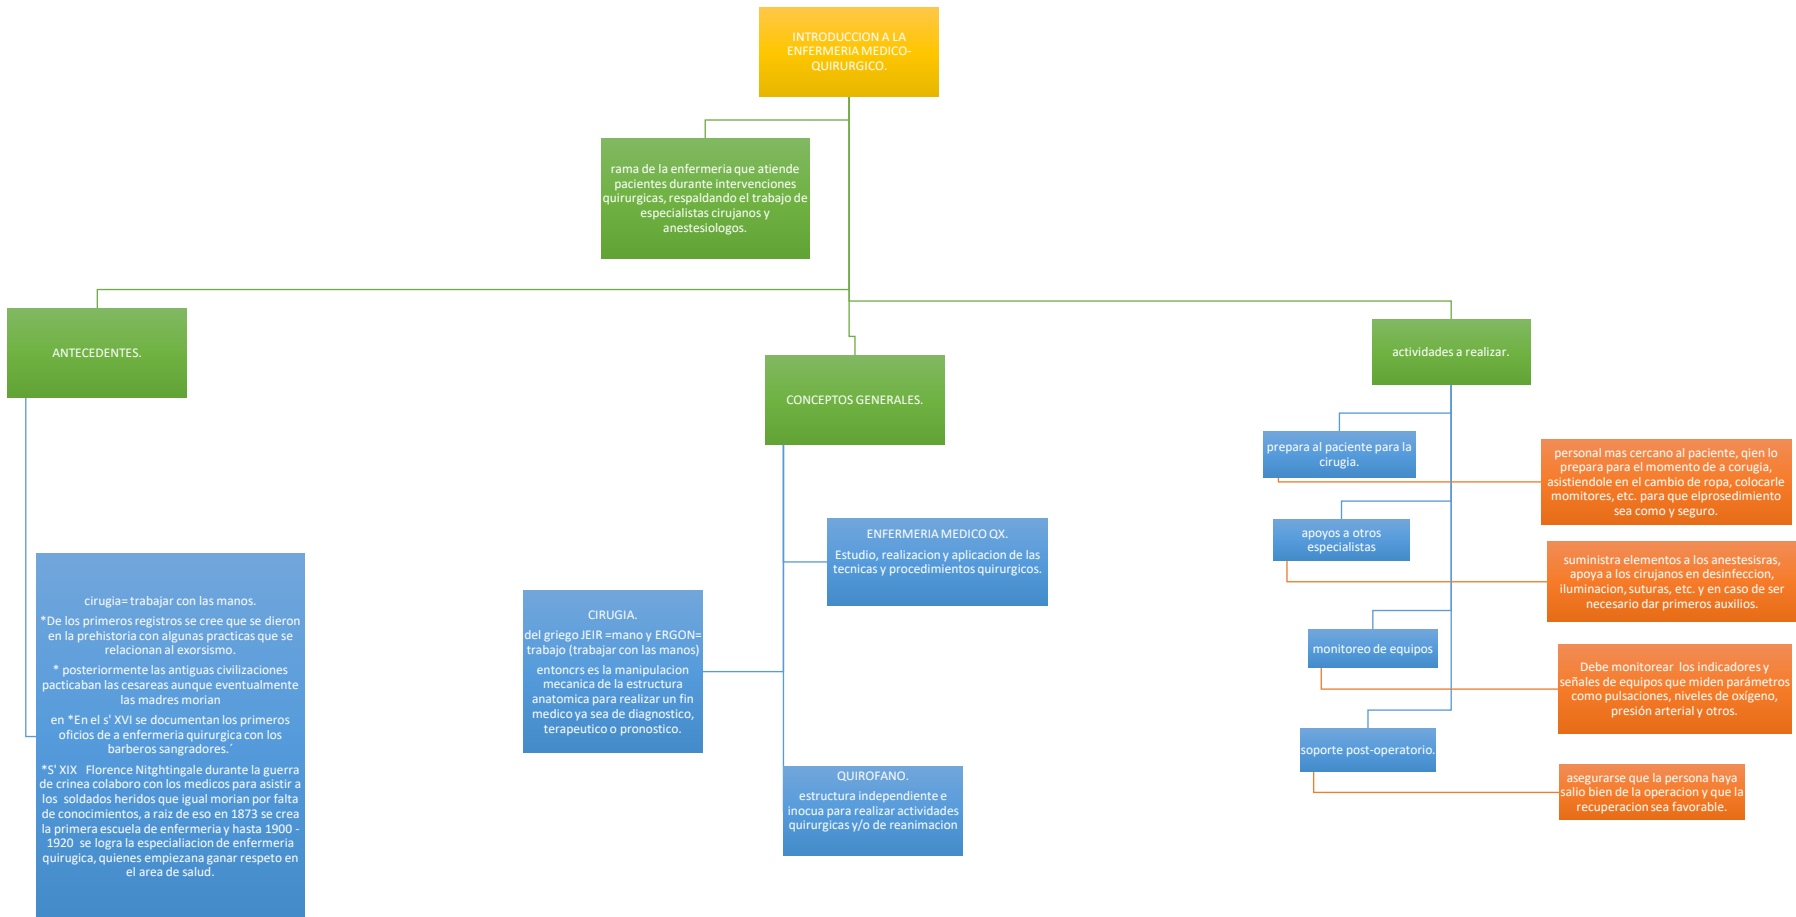 INTRODUCCION A LA
ENFERMERIA MEDICO-
QUIRURGICO.
rama de la enfermeria que atiende
pacientes durante intervenciones
quirurgicas, respaldando el trabajo de
especialistas cirujanos y
anestesiologos.
ANTECEDENTES.
cirugia= trabajar con las manos.
*De los primeros registros se cree que se dieron
en la prehistoria con algunas practicas que se
relacionan al exorsismo.
* posteriormente las antiguas civilizaciones
pacticaban las cesareas aunque eventualmente
las madres morian
en *En el s' XVI se documentan los primeros
oficios de a enfermeria quirurgica con los
barberos sangradores.´
*S' XIX   Florence Nitghtingale durante la guerra
de crinea colaboro con los medicos para asistir a
los  soldados heridos que igual morian por falta
de conocimientos, a raiz de eso en 1873 se crea
la primera escuela de enfermeria y hasta 1900 -
1920  se logra la especialiacion de enfermeria
quirugica, quienes empiezana ganar respeto en
el area de salud.
CONCEPTOS GENERALES.
ENFERMERIA MEDICO QX.
Estudio, realizacion y aplicacion de las
tecnicas y procedimientos quirurgicos.
CIRUGIA.
del griego JEIR =mano y ERGON=
trabajo (trabajar con las manos)
entoncrs es la manipulacion
mecanica de la estructura
anatomica para realizar un fin
medico ya sea de diagnostico,
terapeutico o pronostico.
QUIROFANO.
estructura independiente e
inocua para realizar actividades
quirurgicas y/o de reanimacion
actividades a realizar.
prepara al paciente para la
cirugia.
personal mas cercano al paciente, qien lo
prepara para el momento de a corugia,
asistiendole en el cambio de ropa, colocarle
momitores, etc. para que elprosedimiento
sea como y seguro.
apoyos a otros
especialistas
suministra elementos a los anestesisras,
apoya a los cirujanos en desinfeccion,
iluminacion, suturas, etc. y en caso de ser
necesario dar primeros auxilios.
monitoreo de equipos
Debe monitorear  los indicadores y
señales de equipos que miden parámetros
como pulsaciones, niveles de oxígeno,
presión arterial y otros.
soporte post-operatorio.
asegurarse que la persona haya
salio bien de la operacion y que la
recuperacion sea favorable.